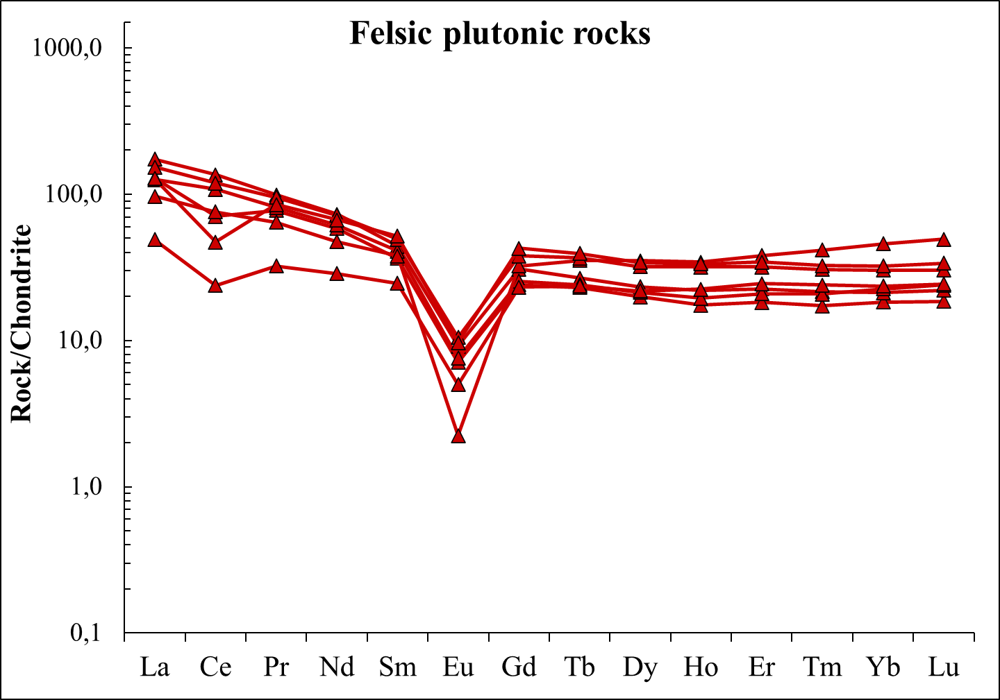 Felsic plutonic rocks
1000,0
100,0
10,0
1,0
0,1
Rock/Chondrite
La Ce Pr Nd Sm Eu Gd Tb Dy Ho Er Tm Yb Lu